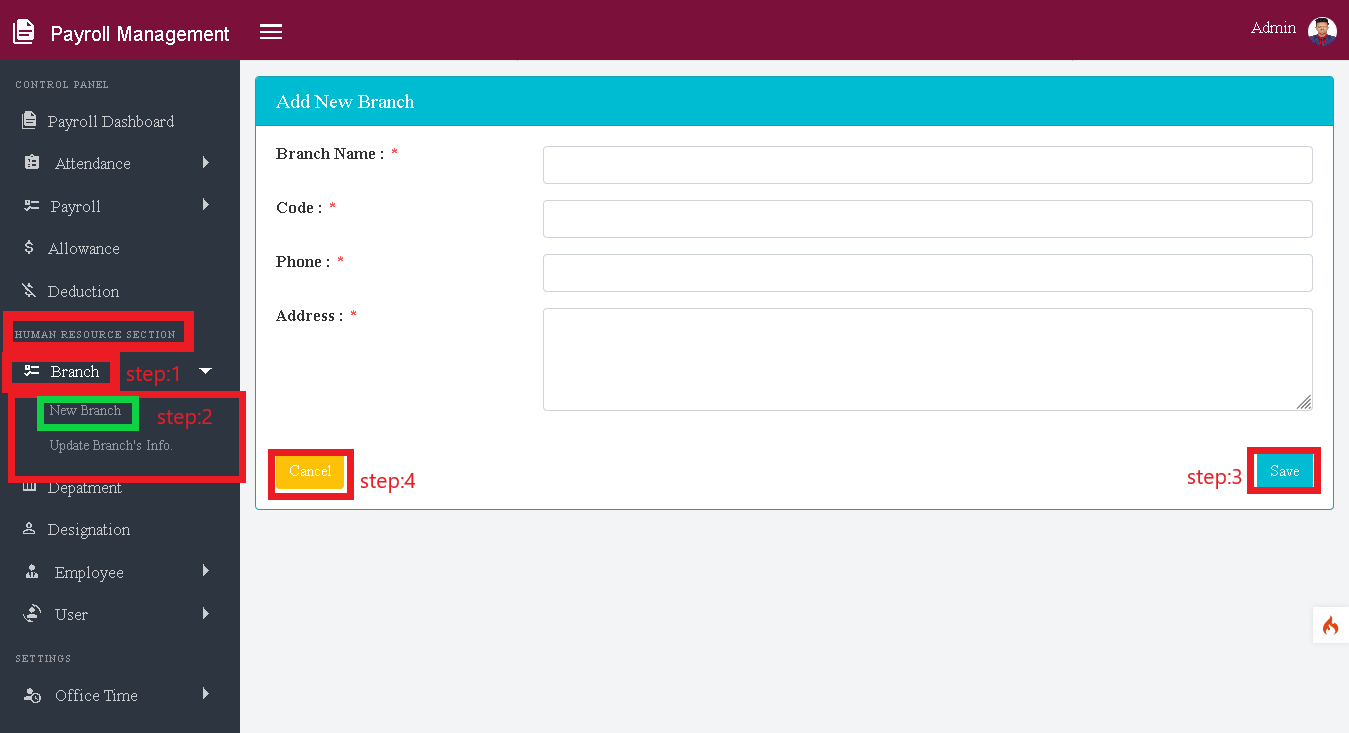 Payroll Management
Admin
CONTROL PANEL
Payroll Dashboard
Attendance
Payroll
Allowance
Deduction
HUMAN RESOURCE SECTION
Branch step:1
New Branch step:2
Update Branch's Info.
Depatment
Designation
Employee
User
SETTINGS
Office Time
Add New Branch
Branch Name : *
Code : *
Phone : *
Address : *
Cancel step:4
step:3 Save